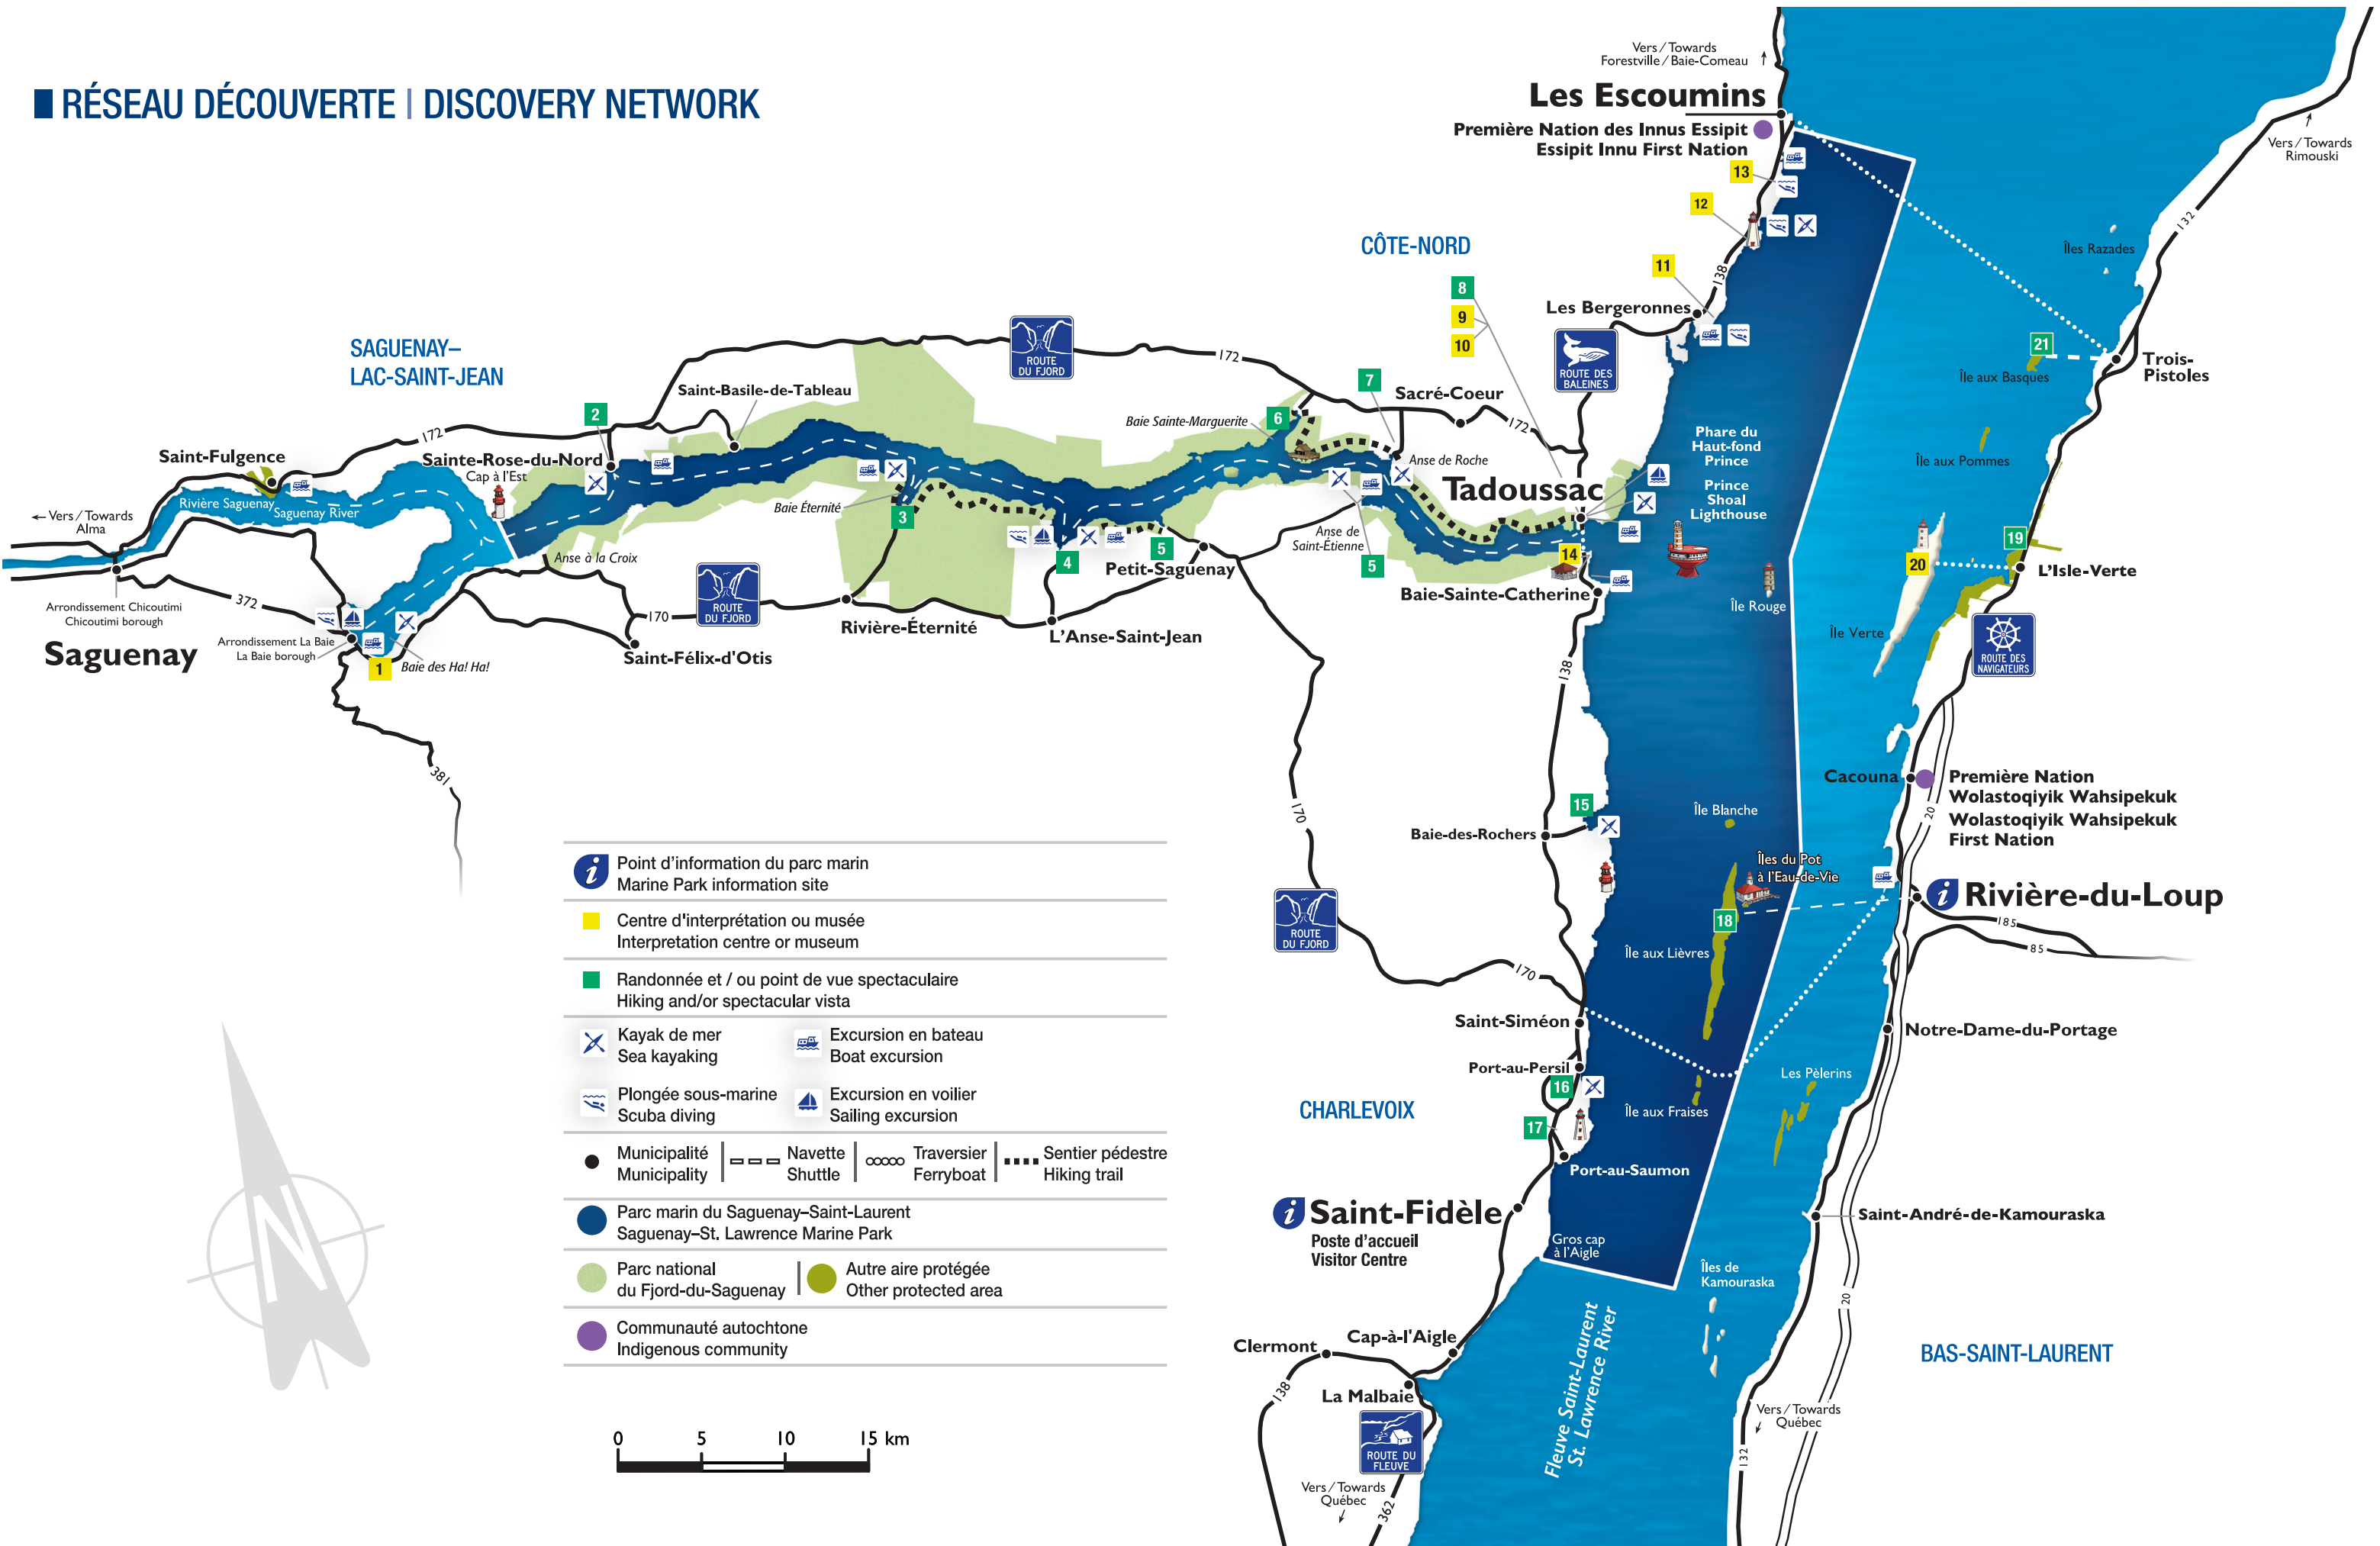 RÉSEAU DÉCOUVERTE | DISCOVERY NETWORK
Vers / Towards
Forestville / Baie-Comeau
Les Escoumins
Première Nation des Innus Essipit
Essipit Innu First Nation
13
12
11
138
Les Bergeronnes
CÔTE-NORD
8
9
10
ROUTE DES
BALEINES
Vers / Towards
Rimouski
132
Îles Razades
21
Île aux Basques
Trois-
Pistoles
Île aux Pommes
SAGUENAY–
LAC-SAINT-JEAN
ROUTE
DU FJORD
172
Saint-Basile-de-Tableau
2
172
Saint-Fulgence
Sainte-Rose-du-Nord
Cap à l'Est
Rivière Saguenay
Saguenay River
Vers / Towards
Alma
Baie Sainte-Marguerite
6
7
Sacré-Coeur
172
Anse de Roche
Tadoussac
Phare du
Haut-fond
Prince
Prince
Shoal
Lighthouse
Baie Éternité
3
Anse à la Croix
4
5
Petit-Saguenay
Anse de
Saint-Étienne
5
14
Baie-Sainte-Catherine
Île Rouge
19
20
L'Isle-Verte
Île Verte
ROUTE DES
NAVIGATEURS
Arrondissement Chicoutimi
Chicoutimi borough
372
Saguenay
Arrondissement La Baie
La Baie borough
1
Baie des Ha! Ha!
381
170
ROUTE
DU FJORD
Saint-Félix-d'Otis
Rivière-Éternité
L'Anse-Saint-Jean
138
170
15
Baie-des-Rochers
Île Blanche
Îles du Pot
à l'Eau-de-Vie
18
Île aux Lièvres
Cacouna
Première Nation
Wolastoqiyik Wahsipekuk
Wolastoqiyik Wahsipekuk
First Nation
20
i Rivière-du-Loup
185
85
ROUTE
DU FJORD
170
Saint-Siméon
Port-au-Persil
16
17
Port-au-Saumon
Île aux Fraises
Les Pèlerins
Notre-Dame-du-Portage
CHARLEVOIX
i Saint-Fidèle
Poste d'accueil
Visitor Centre
Gros cap
à l'Aigle
Îles de
Kamouraska
Saint-André-de-Kamouraska
20
BAS-SAINT-LAURENT
Clermont
Cap-à-l'Aigle
138
La Malbaie
ROUTE DU
FLEUVE
Vers / Towards
Québec
362
Fleuve Saint-Laurent
St. Lawrence River
Vers / Towards
Québec
132
i Point d'information du parc marin
Marine Park information site
Centre d'interprétation ou musée
Interpretation centre or museum
Randonnée et / ou point de vue spectaculaire
Hiking and/or spectacular vista
Kayak de mer
Sea kayaking
Excursion en bateau
Boat excursion
Plongée sous-marine
Scuba diving
Excursion en voilier
Sailing excursion
Municipalité
Municipality
Navette
Shuttle
Traversier
Ferryboat
Sentier pédestre
Hiking trail
Parc marin du Saguenay–Saint-Laurent
Saguenay–St. Lawrence Marine Park
Parc national
du Fjord-du-Saguenay
Autre aire protégée
Other protected area
Communauté autochtone
Indigenous community
0 5 10 15 km
N